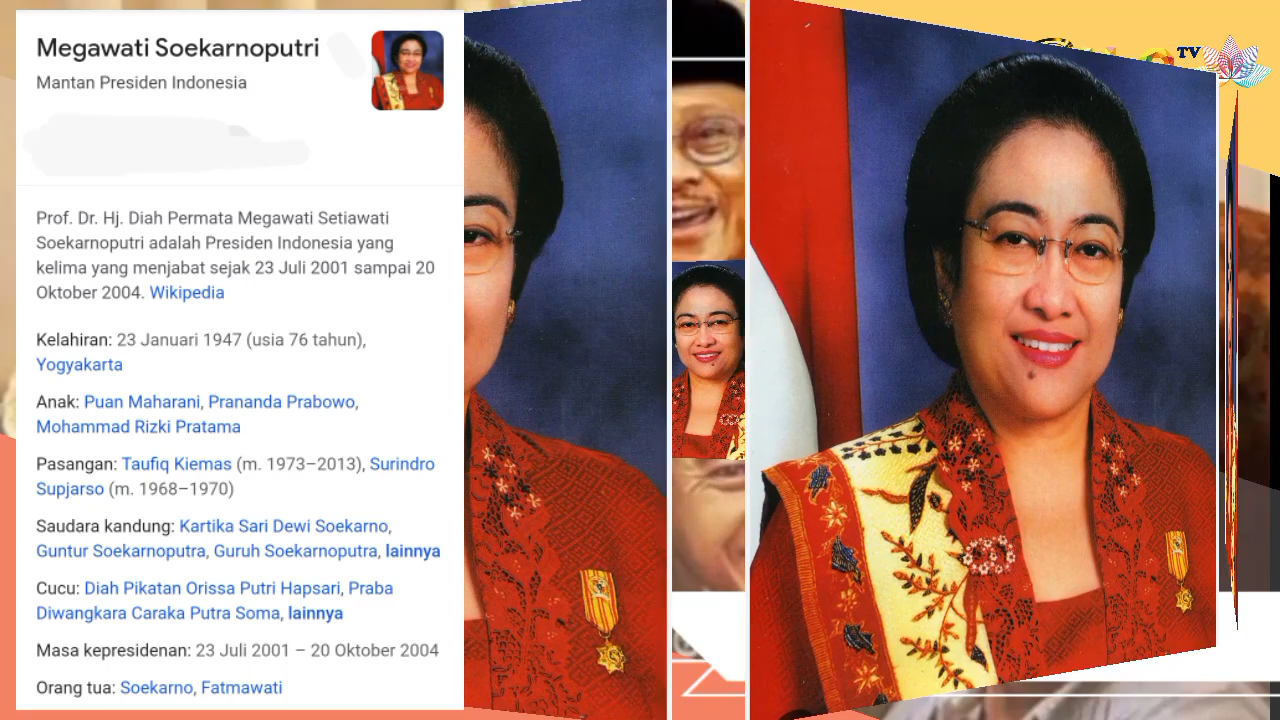 Megawati Soekarnoputri
Mantan Presiden Indonesia
Prof. Dr. Hj. Diah Permata Megawati Setiawati
Soekarnoputri adalah Presiden Indonesia yang
kelima yang menjabat sejak 23 Juli 2001 sampai 20
Oktober 2004. Wikipedia
Kelahiran: 23 Januari 1947 (usia 76 tahun),
Yogyakarta
Anak: Puan Maharani, Prananda Prabowo,
Mohammad Rizki Pratama
Pasangan: Taufiq Kiemas (m. 1973–2013), Surindro
Supjarso (m. 1968–1970)
Saudara kandung: Kartika Sari Dewi Soekarno,
Guntur Soekarnoputra, Guruh Soekarnoputra, lainnya
Cucu: Diah Pikatan Orissa Putri Hapsari, Praba
Diwangkara Caraka Putra Soma, lainnya
Masa kepresidenan: 23 Juli 2001 – 20 Oktober 2004
Orang tua: Soekarno, Fatmawati
TV